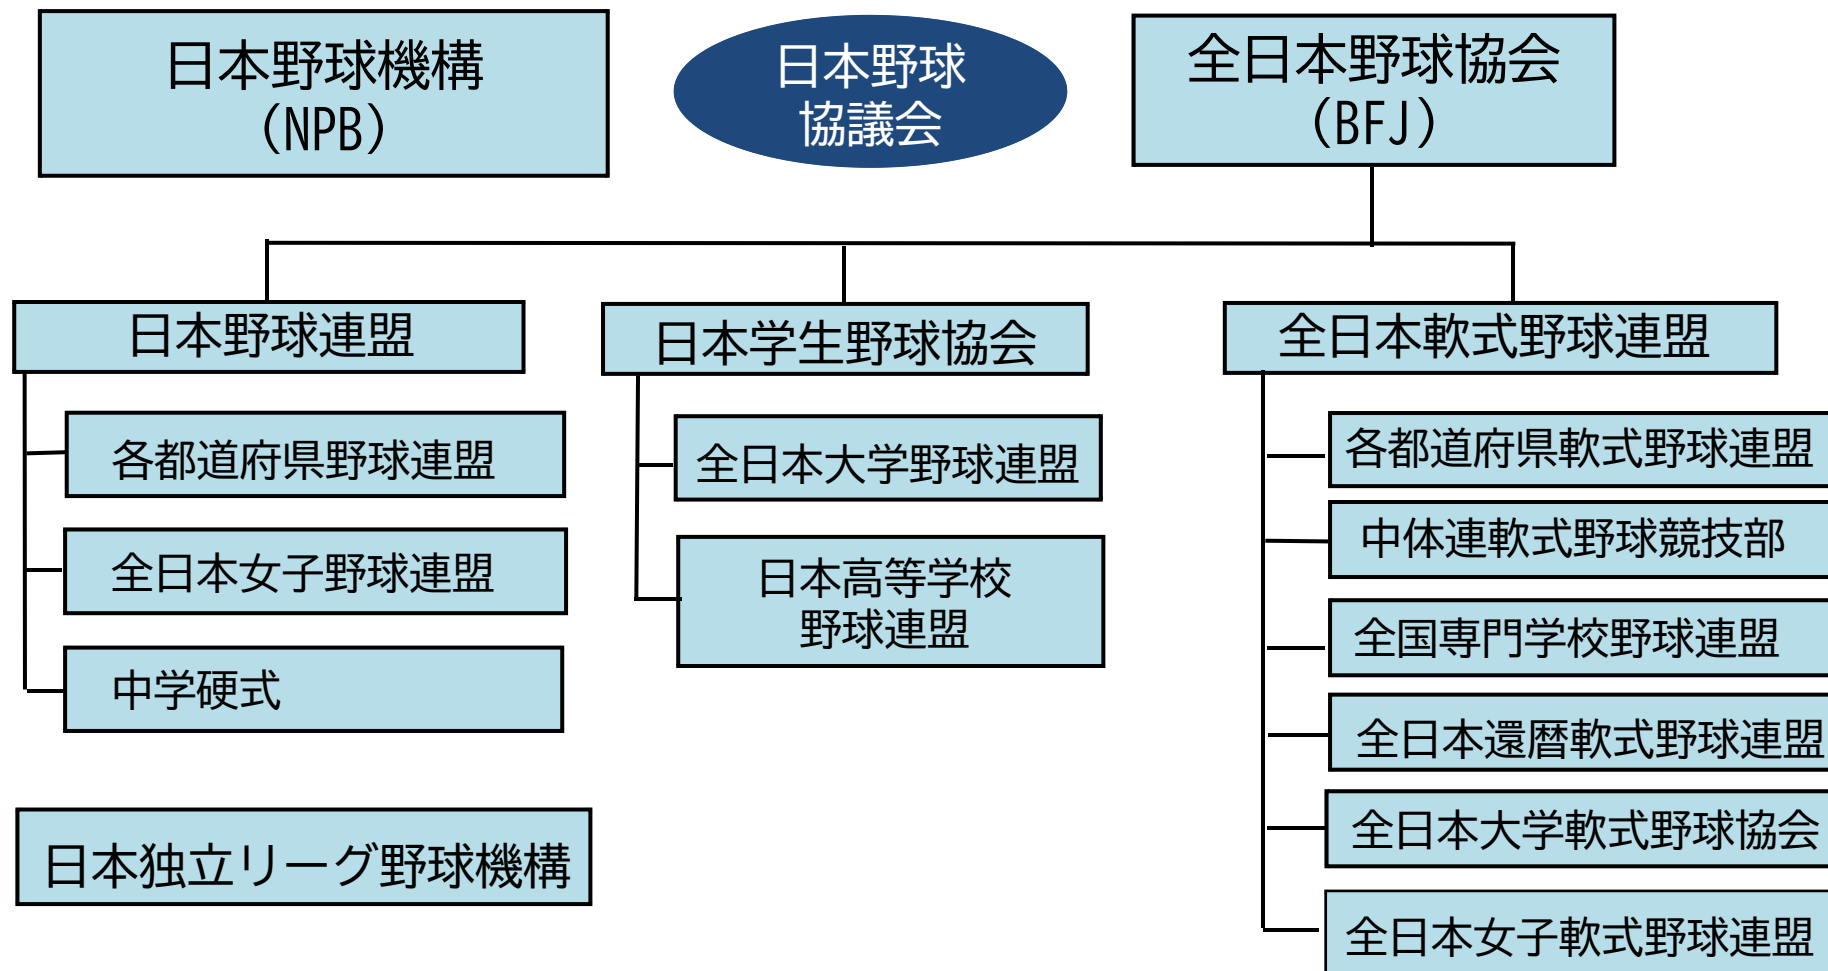 日本野球機構
(NPB)
日本野球
協議会
全日本野球協会
(BFJ)
日本野球連盟
各都道府県野球連盟
全日本女子野球連盟
中学硬式
日本学生野球協会
全日本大学野球連盟
日本高等学校
野球連盟
全日本軟式野球連盟
各都道府県軟式野球連盟
中体連軟式野球競技部
全国専門学校野球連盟
全日本還暦軟式野球連盟
全日本大学軟式野球協会
全日本女子軟式野球連盟
日本独立リーグ野球機構